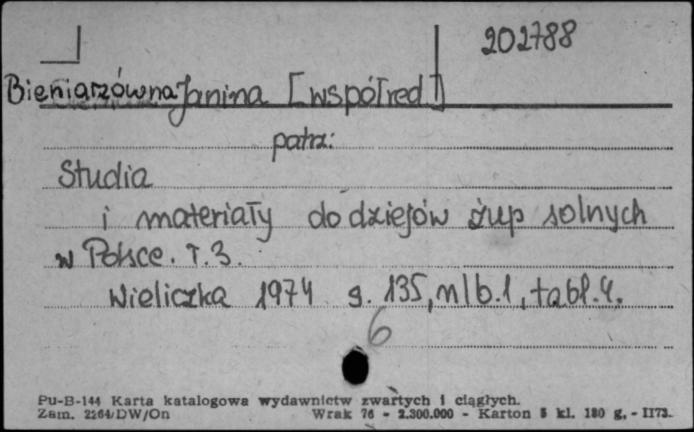 202788
Bieniarzówna Janina [współred]
patrz:
Studia
i materiały do dziejów żup solnych
w Polsce. T.3.
Wieliczka 1974 s. 135, nlb.1, tabl.4.
6
Pu-B-144 Karta katalogowa wydawnictw zwartych i ciągłych.
Zam. 2264/DW/On Wrak 76 - 2.300.000 - Karton 5 kl. 180 g. - II73.